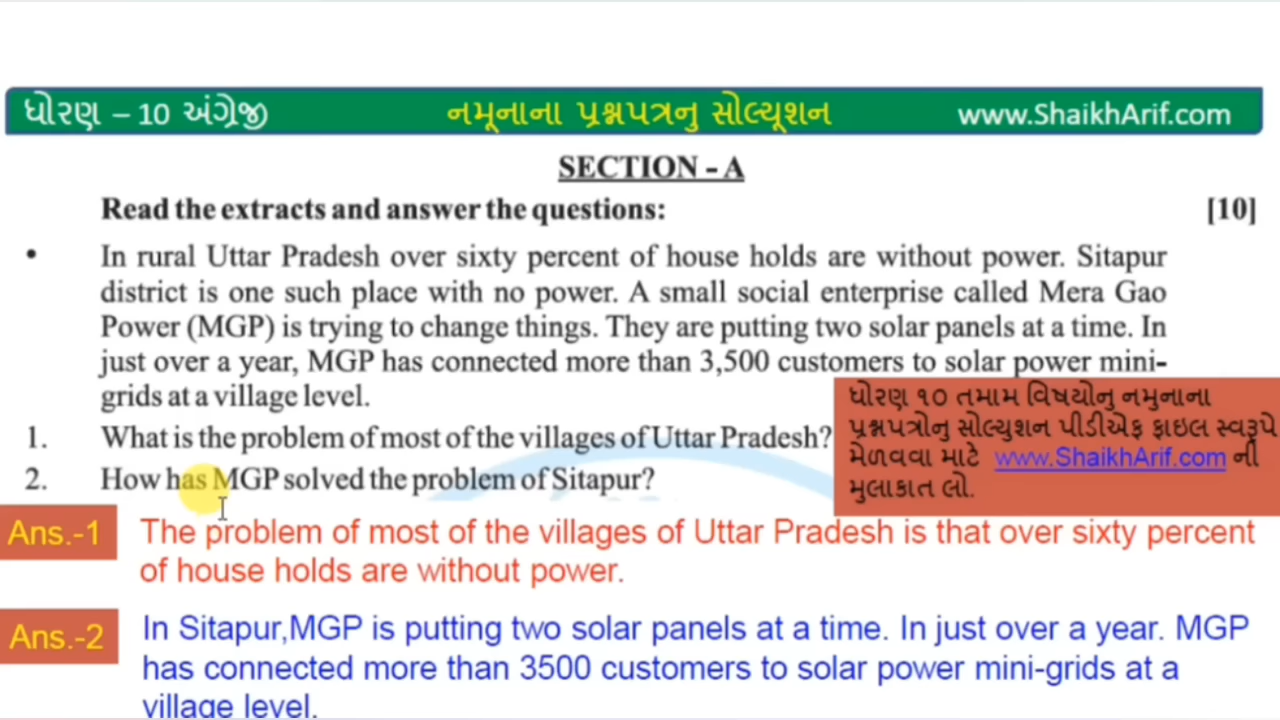 ધોરણ – 10 અંગ્રેજી નમૂનાના પ્રશ્નપત્રનુ સોલ્યૂશન www.ShaikhArif.com
SECTION - A
Read the extracts and answer the questions: [10]
• In rural Uttar Pradesh over sixty percent of house holds are without power. Sitapur
district is one such place with no power. A small social enterprise called Mera Gao
Power (MGP) is trying to change things. They are putting two solar panels at a time. In
just over a year, MGP has connected more than 3,500 customers to solar power mini-
grids at a village level.
1. What is the problem of most of the villages of Uttar Pradesh?
2. How has MGP solved the problem of Sitapur?
ધોરણ ૧૦ તમામ વિષયોનુ નમુનાના
પ્રશ્નપત્રોનુ સોલ્યુશન પીડીએફ ફાઇલ સ્વરૂપે
મેળવવા માટે www.ShaikhArif.com ની
મુલાકાત લો.
Ans.-1 The problem of most of the villages of Uttar Pradesh is that over sixty percent
of house holds are without power.
Ans.-2 In Sitapur,MGP is putting two solar panels at a time. In just over a year. MGP
has connected more than 3500 customers to solar power mini-grids at a
village level.